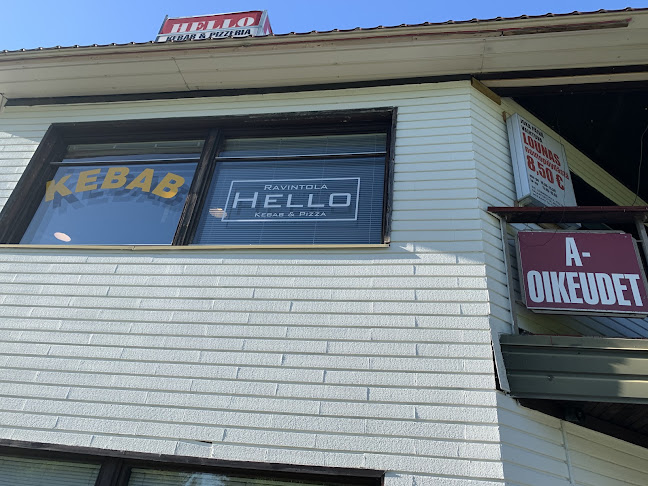 HELLO
KEBAB & PIZZERIA
KEBAB
RAVINTOLA
HELLO
KEBAB & PIZZA
LOUNAS
8,50€
A-
OIKEUDET